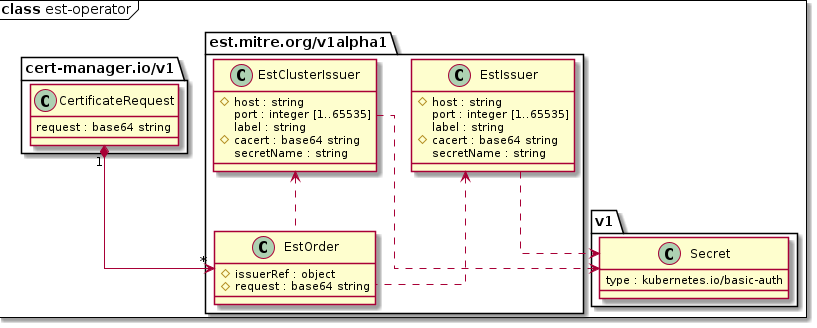 class est-operator
est.mitre.org/v1alpha1
cert-manager.io/v1
C EstClusterIssuer
host : string
port : integer [1..65535]
label : string
cacert : base64 string
secretName : string
C EstIssuer
host : string
port : integer [1..65535]
label : string
cacert : base64 string
secretName : string
C CertificateRequest
request : base64 string
1
v1
C EstOrder
issuerRef : object
request : base64 string
*
C Secret
type : kubernetes.io/basic-auth